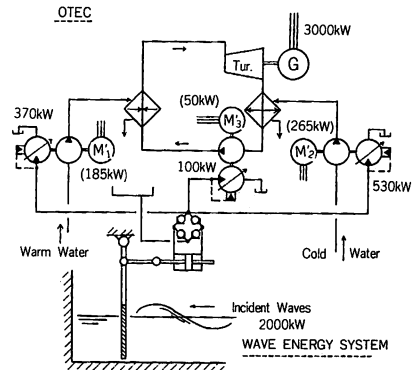 OTEC
3000kW
Tur.
G
(50kW)
M'3
370kW
(265kW)
M'1
M'2
(185kW)
100kW
530kW
Warm Water
Cold Water
Incident Waves
2000kW
WAVE ENERGY SYSTEM